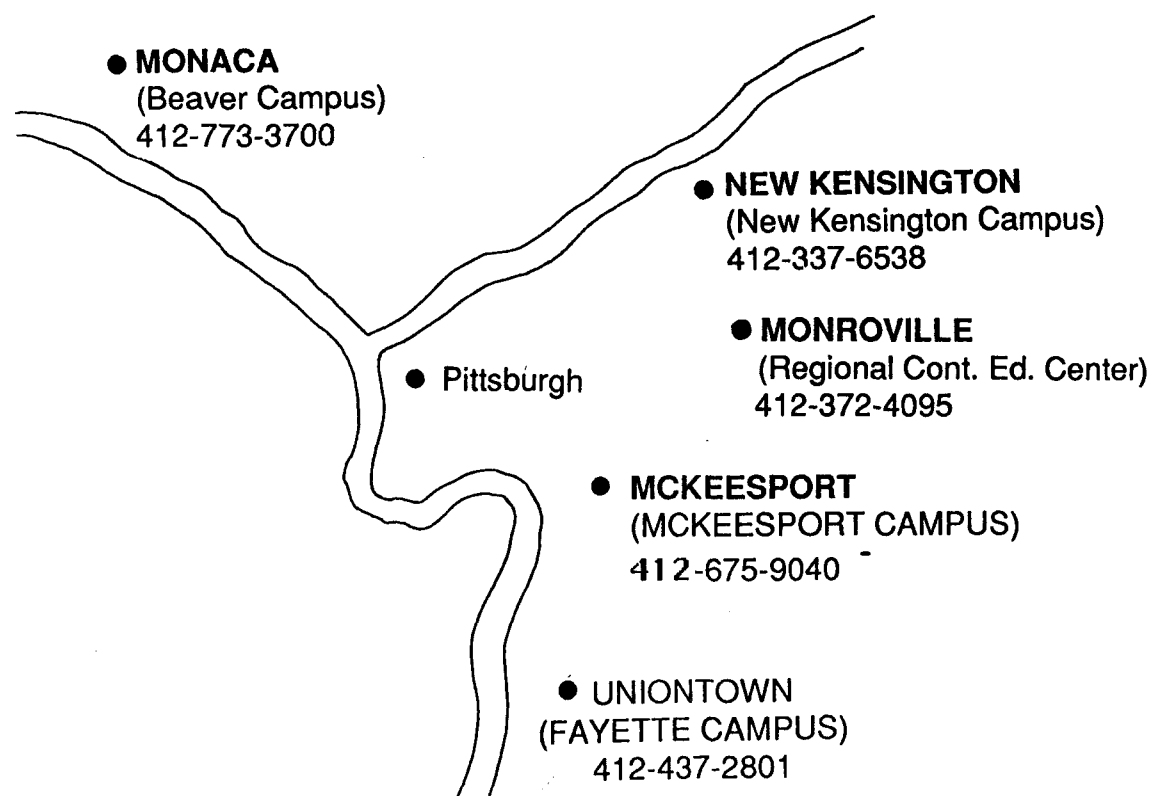 MONACA
(Beaver Campus)
412-773-3700
NEW KENSINGTON
(New Kensington Campus)
412-337-6538
MONROVILLE
(Regional Cont. Ed. Center)
412-372-4095
Pittsburgh
MCKEESPORT
(MCKEESPORT CAMPUS)
412-675-9040
UNIONTOWN
(FAYETTE CAMPUS)
412-437-2801